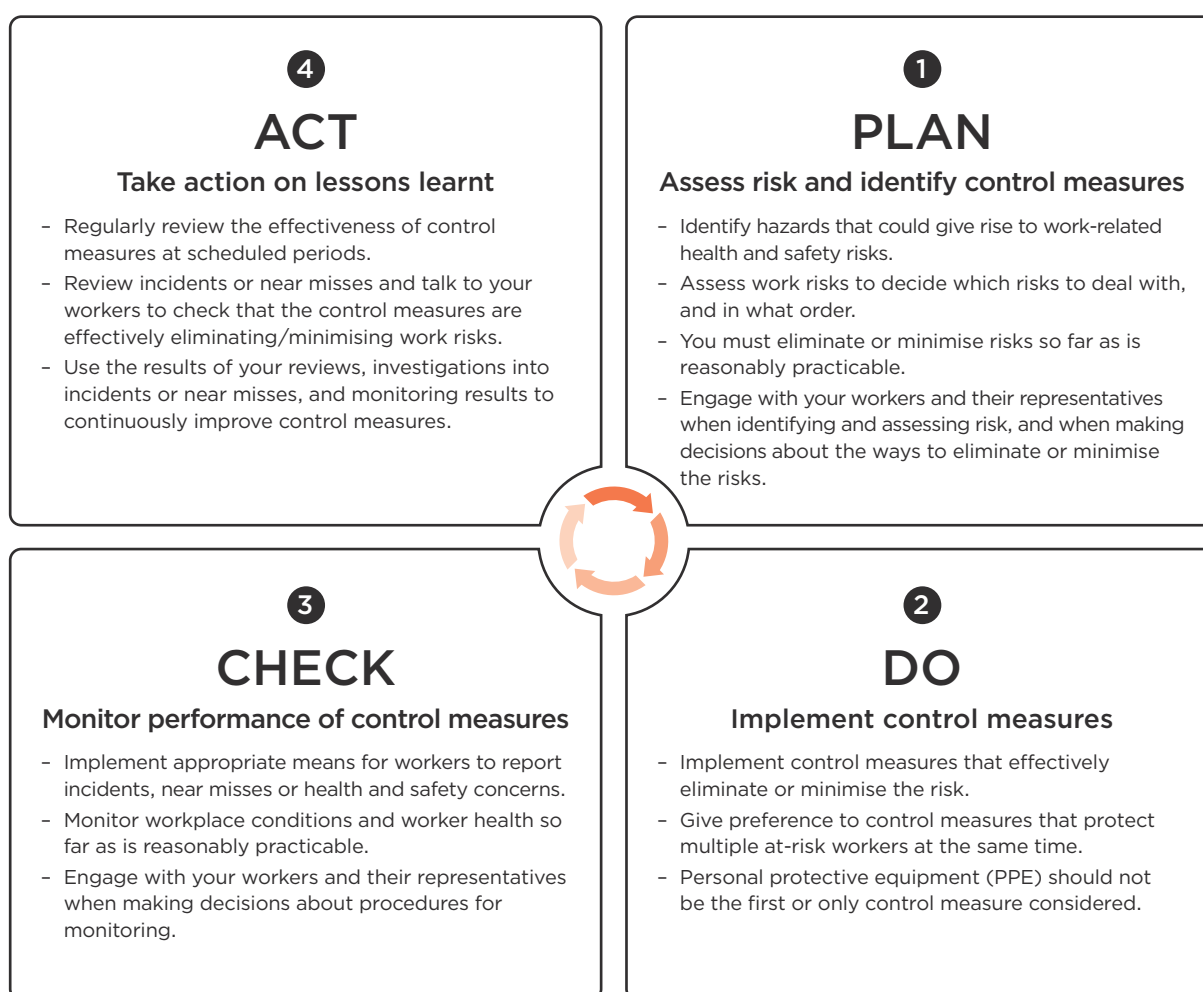 4
ACT
Take action on lessons learnt
– Regularly review the effectiveness of control
measures at scheduled periods.
– Review incidents or near misses and talk to your
workers to check that the control measures are
effectively eliminating/minimising work risks.
– Use the results of your reviews, investigations into
incidents or near misses, and monitoring results to
continuously improve control measures.
1
PLAN
Assess risk and identify control measures
– Identify hazards that could give rise to work-related
health and safety risks.
– Assess work risks to decide which risks to deal with,
and in what order.
– You must eliminate or minimise risks so far as is
reasonably practicable.
– Engage with your workers and their representatives
when identifying and assessing risk, and when making
decisions about the ways to eliminate or minimise
the risks.
3
CHECK
Monitor performance of control measures
– Implement appropriate means for workers to report
incidents, near misses or health and safety concerns.
– Monitor workplace conditions and worker health so
far as is reasonably practicable.
– Engage with your workers and their representatives
when making decisions about procedures for
monitoring.
2
DO
Implement control measures
– Implement control measures that effectively
eliminate or minimise the risk.
– Give preference to control measures that protect
multiple at-risk workers at the same time.
– Personal protective equipment (PPE) should not
be the first or only control measure considered.